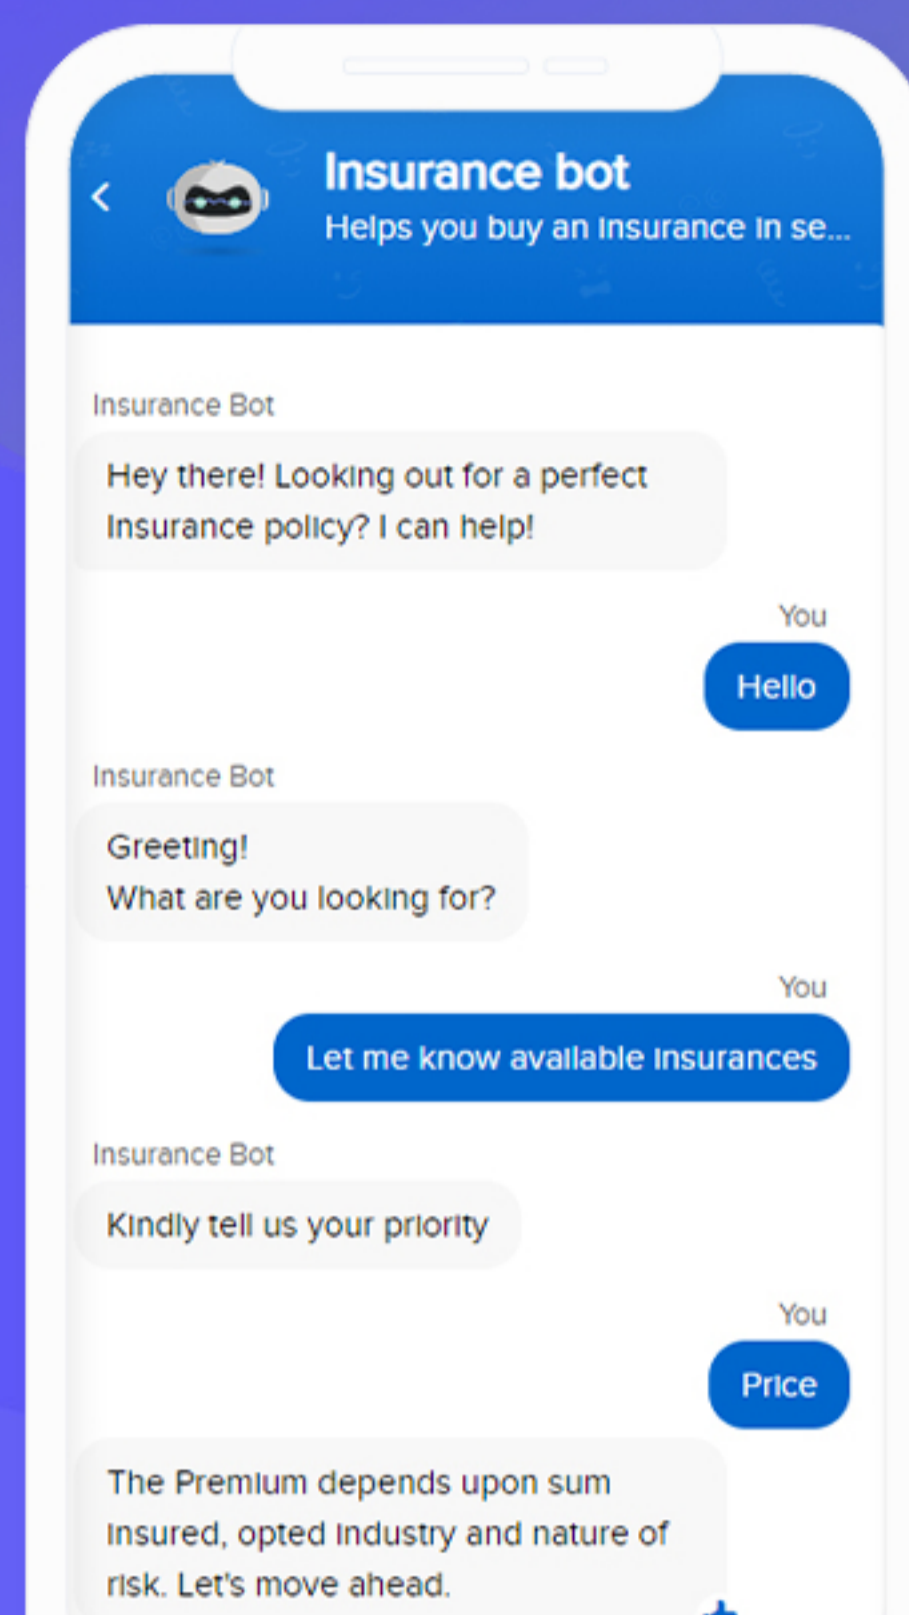 Insurance bot
Helps you buy an insurance in se...
Insurance Bot
Hey there! Looking out for a perfect
Insurance policy? I can help!
You
Hello
Insurance Bot
Greeting!
What are you looking for?
You
Let me know available insurances
Insurance Bot
Kindly tell us your priority
You
Price
The Premium depends upon sum
insured, opted industry and nature of
risk. Let's move ahead.